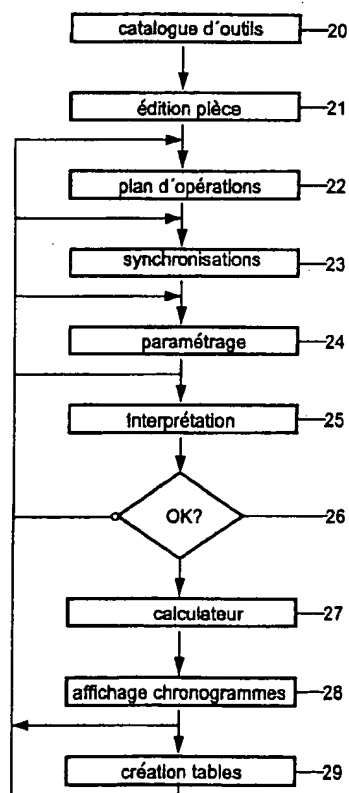 catalogue d'outils 20
édition pièce 21
plan d'opérations 22
synchronisations 23
paramétrage 24
Interprétation 25
OK? 26
calculateur 27
affichage chronogrammes 28
création tables 29